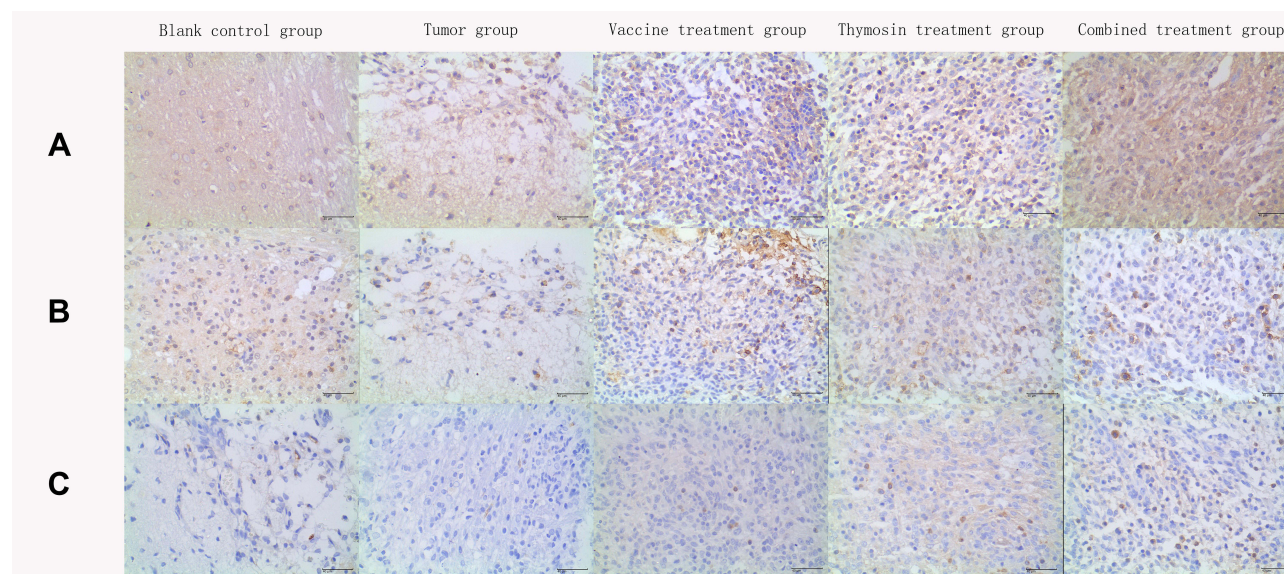 Blank control group Tumor group Vaccine treatment group Thymosin treatment group Combined treatment group
A
B
C